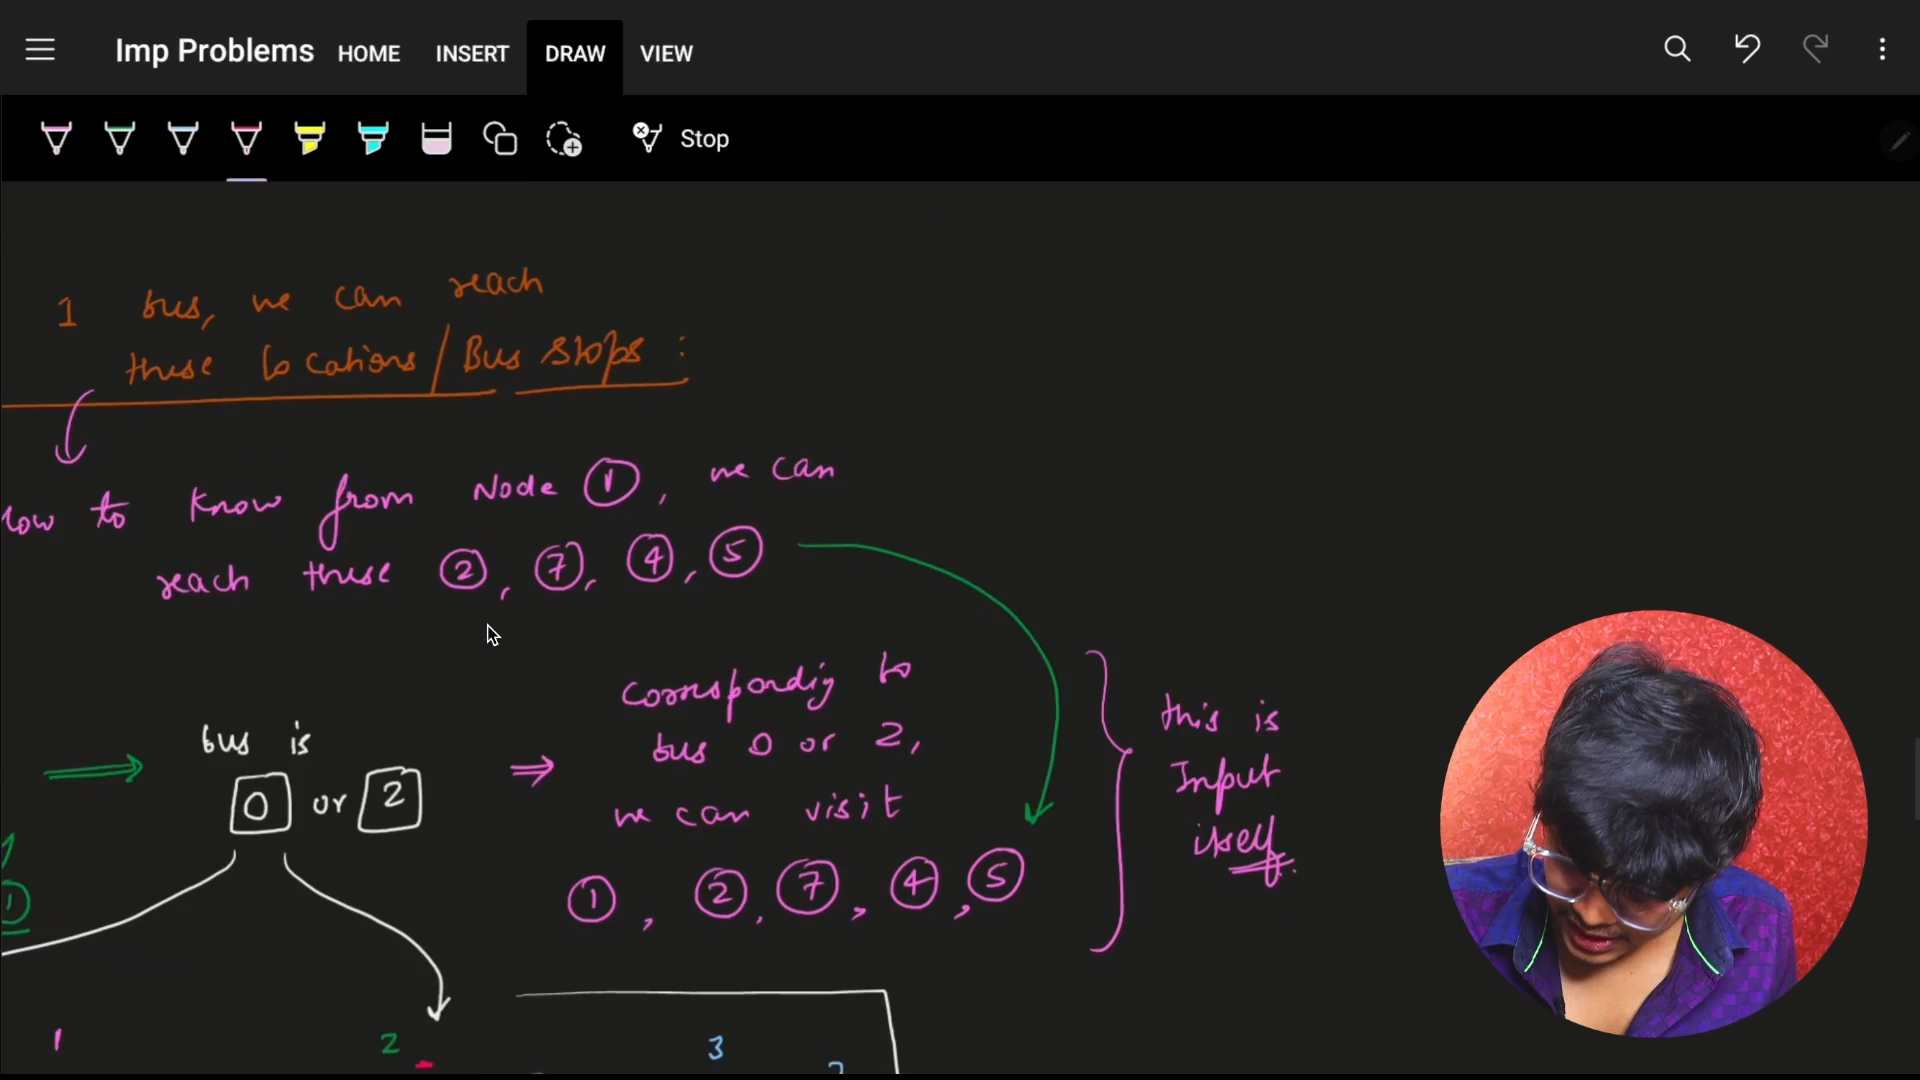 Imp Problems HOME INSERT DRAW VIEW
Stop
1 bus, we can reach
these locations/Bus stops :
How to know from Node 1, we can
reach these 2, 7, 4, 5
bus is
0 or 2
corresponding to
bus 0 or 2,
we can visit
1, 2, 7, 4, 5
this is
Input
itself.
1
1 2 3